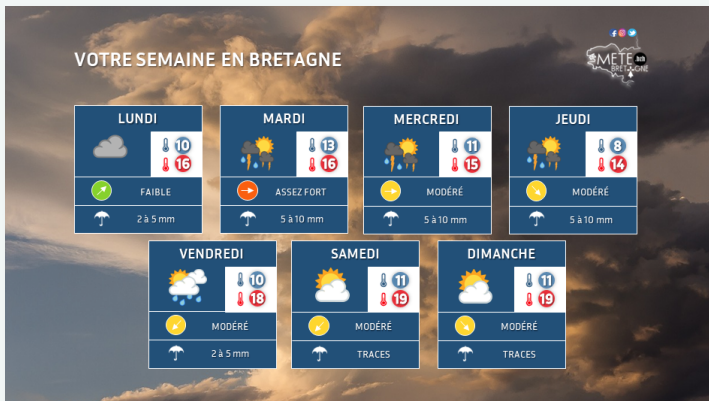 VOTRE SEMAINE EN BRETAGNE
METEO .bzh
BRETAGNE
LUNDI
10
16
FAIBLE
2 à 5 mm
MARDI
13
16
ASSEZ FORT
5 à 10 mm
MERCREDI
11
15
MODÉRÉ
5 à 10 mm
JEUDI
8
14
MODÉRÉ
5 à 10 mm
VENDREDI
10
18
MODÉRÉ
2 à 5 mm
SAMEDI
11
19
MODÉRÉ
TRACES
DIMANCHE
11
19
MODÉRÉ
TRACES